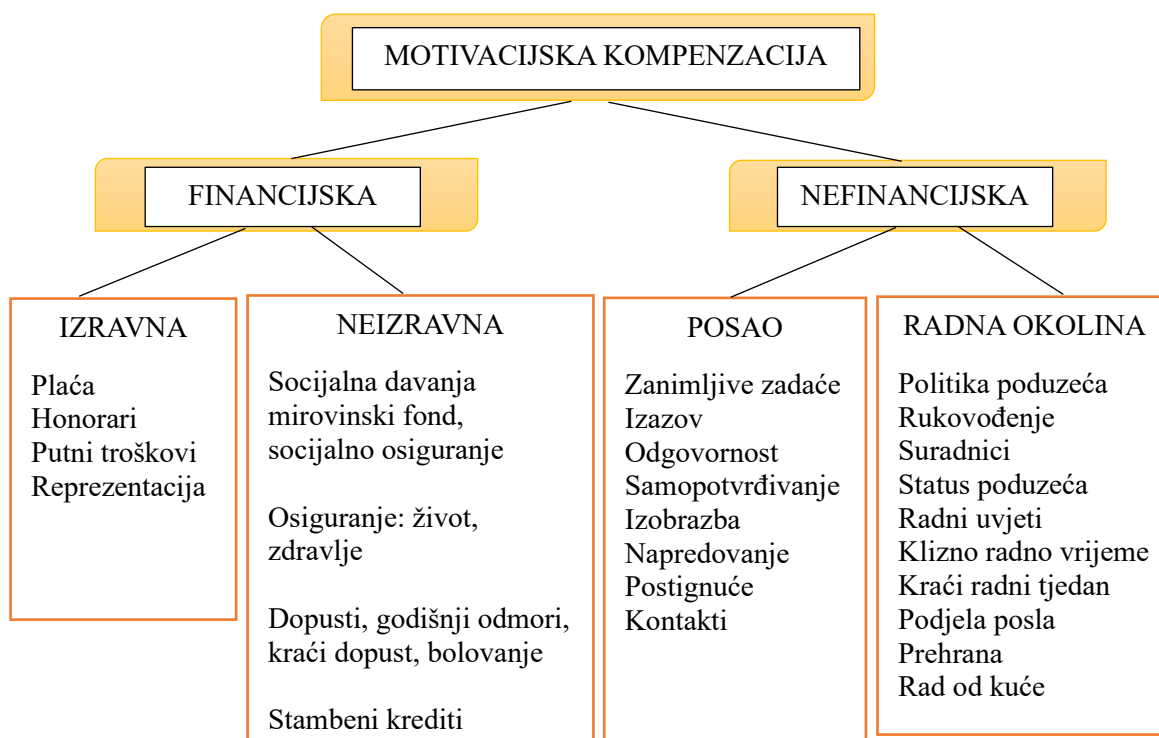 MOTIVACIJSKA KOMPENZACIJA
FINANCIJSKA
NEFINANCIJSKA
IZRAVNA
Plaća
Honorari
Putni troškovi
Reprezentacija
NEIZRAVNA
Socijalna davanja
mirovinski fond,
socijalno osiguranje
Osiguranje: život,
zdravlje
Dopusti, godišnji odmori,
kraći dopust, bolovanje
Stambeni krediti
POSAO
Zanimljive zadaće
Izazov
Odgovornost
Samopotvrđivanje
Izobrazba
Napredovanje
Postignuće
Kontakti
RADNA OKOLINA
Politika poduzeća
Rukovođenje
Suradnici
Status poduzeća
Radni uvjeti
Klizno radno vrijeme
Kraći radni tjedan
Podjela posla
Prehrana
Rad od kuće